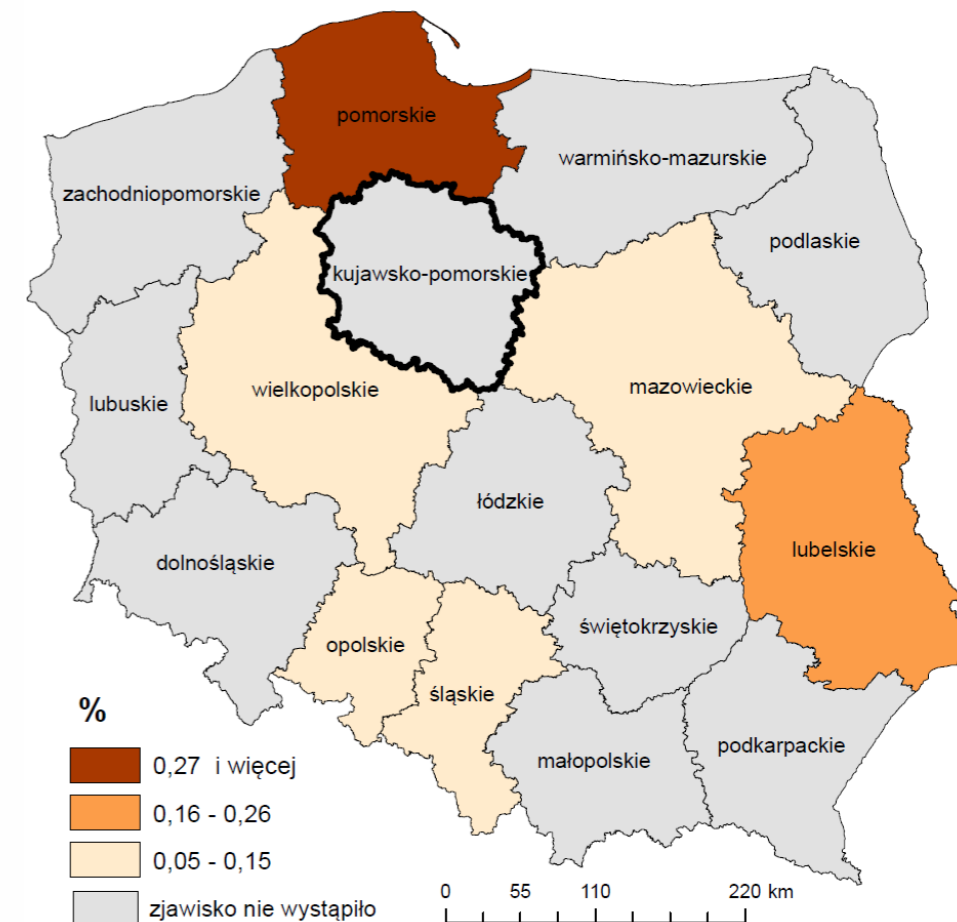 pomorskie
warmińsko-mazurskie
zachodniopomorskie
podlaskie
kujawsko-pomorskie
wielkopolskie
mazowieckie
lubuskie
łódzkie
lubelskie
dolnośląskie
świętokrzyskie
opolskie
śląskie
podkarpackie
małopolskie
%
0,27 i więcej
0,16 - 0,26
0,05 - 0,15
zjawisko nie wystąpiło
0 55 110 220 km